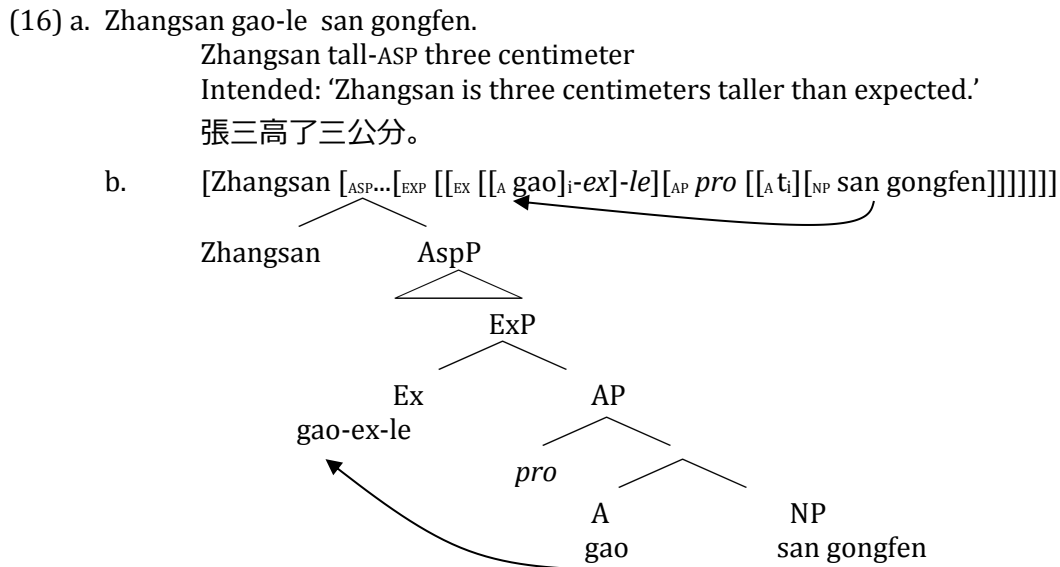 (16) a. Zhangsan gao-le san gongfen.
Zhangsan tall-ASP three centimeter
Intended: ‘Zhangsan is three centimeters taller than expected.’
張三高了三公分。
b. [Zhangsan [ASP...[EXP [[EX [[A gao]i-ex]-le][AP pro [[A ti][NP san gongfen]]]]]]]
Zhangsan AspP
ExP
Ex AP
gao-ex-le
pro
A NP
gao san gongfen